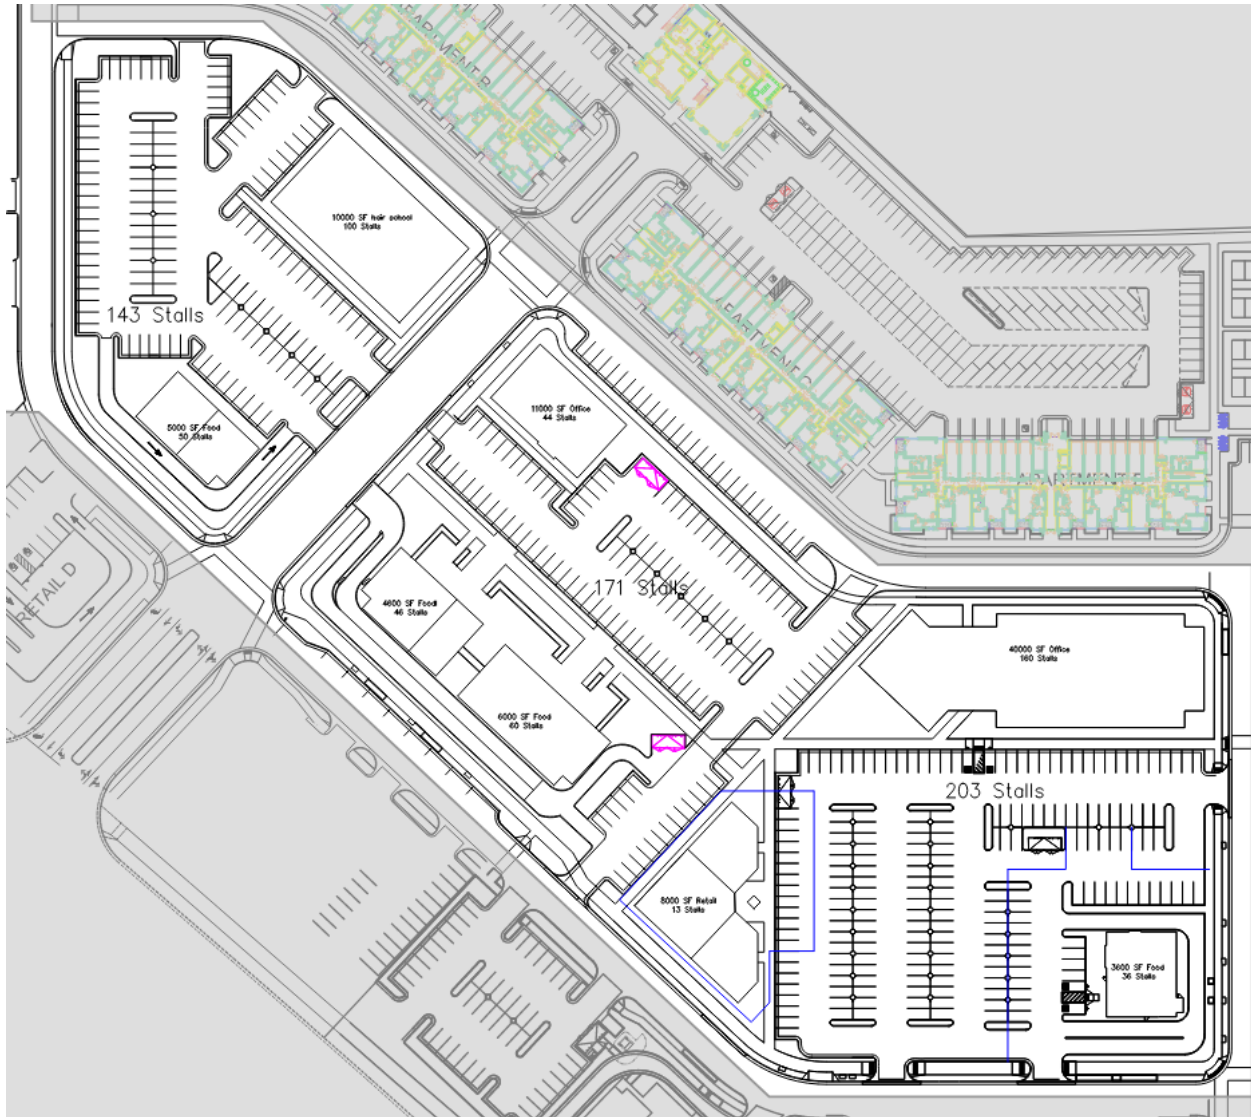 APARTMENT B
10000 SF hair school
100 Stalls
143 Stalls
APARTMENT C
5000 SF Food
50 Stalls
11000 SF Office
44 Stalls
APARTMENT E
RETAIL D
171 Stalls
4600 SF Food
46 Stalls
40000 SF Office
160 Stalls
6000 SF Food
60 Stalls
203 Stalls
8000 SF Retail
13 Stalls
3600 SF Food
36 Stalls